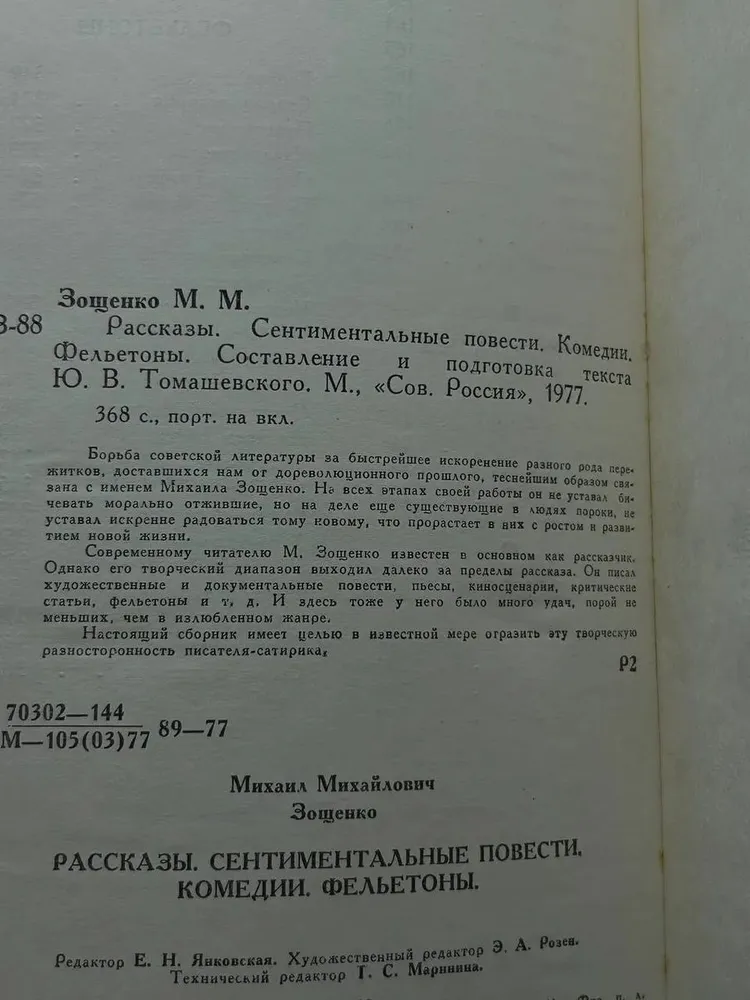 Зощенко М. М.
З-88 Рассказы. Сентиментальные повести. Комедии.
Фельетоны. Составление и подготовка текста
Ю. В. Томашевского. М., «Сов. Россия», 1977.
368 с., порт. на вкл.
Борьба советской литературы за быстрейшее искоренение разного рода пере-
житков, доставшихся нам от дореволюционного прошлого, теснейшим образом свя-
зана с именем Михаила Зощенко. На всех этапах своей работы он не уставал би-
чевать морально отжившие, но на деле еще существующие в людях пороки, не
уставал искренне радоваться тому новому, что прорастает в них с ростом и разви-
тием новой жизни.
Современному читателю М. Зощенко известен в основном как рассказчик.
Однако его творческий диапазон выходил далеко за пределы рассказа. Он писал
художественные и документальные повести, пьесы, киносценарии, критические
статьи, фельетоны и т. д. И здесь тоже у него было много удач, порой не
меньших, чем в излюбленном жанре.
Настоящий сборник имеет целью в известной мере отразить эту творческую
разносторонность писателя-сатирика.
Р2
70302—144
М—105(03)77 89—77
Михаил Михайлович
Зощенко
РАССКАЗЫ. СЕНТИМЕНТАЛЬНЫЕ ПОВЕСТИ.
КОМЕДИИ. ФЕЛЬЕТОНЫ.
Редактор Е. Н. Янковская. Художественный редактор Э. А. Розен.
Технический редактор Т. С. Маринина.